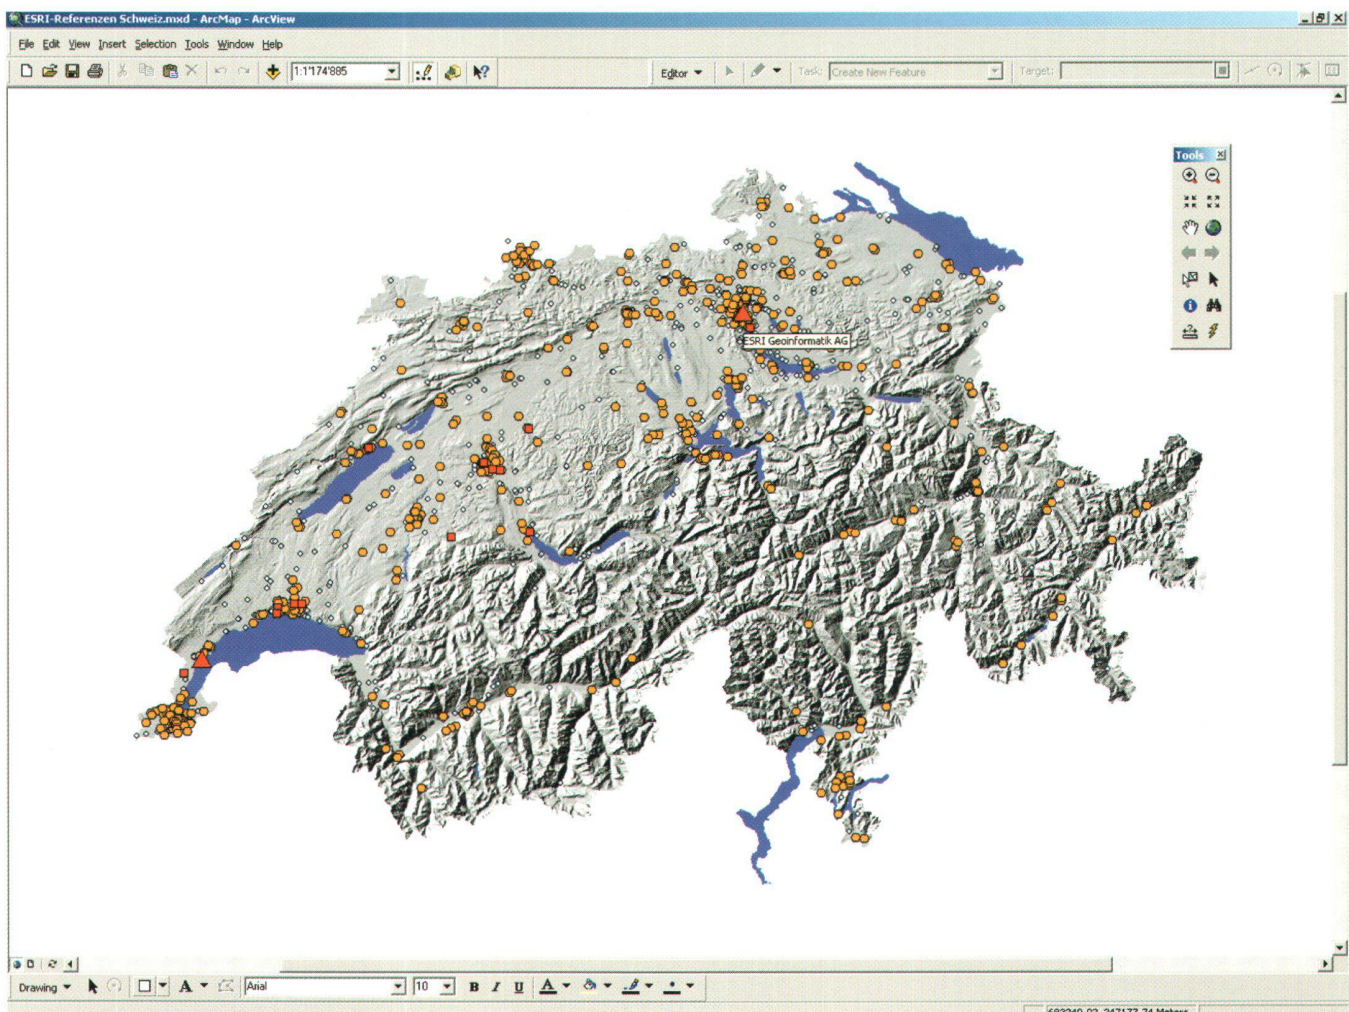 ESRI-Referenzen Schweiz.mxd - ArcMap - ArcView
File Edit View Insert Selection Tools Window Help
1:1'174'885 Editor Task: Create New Feature Target:
Tools
ESRI Geoinformatik AG
Drawing A Arial 10 B I U A